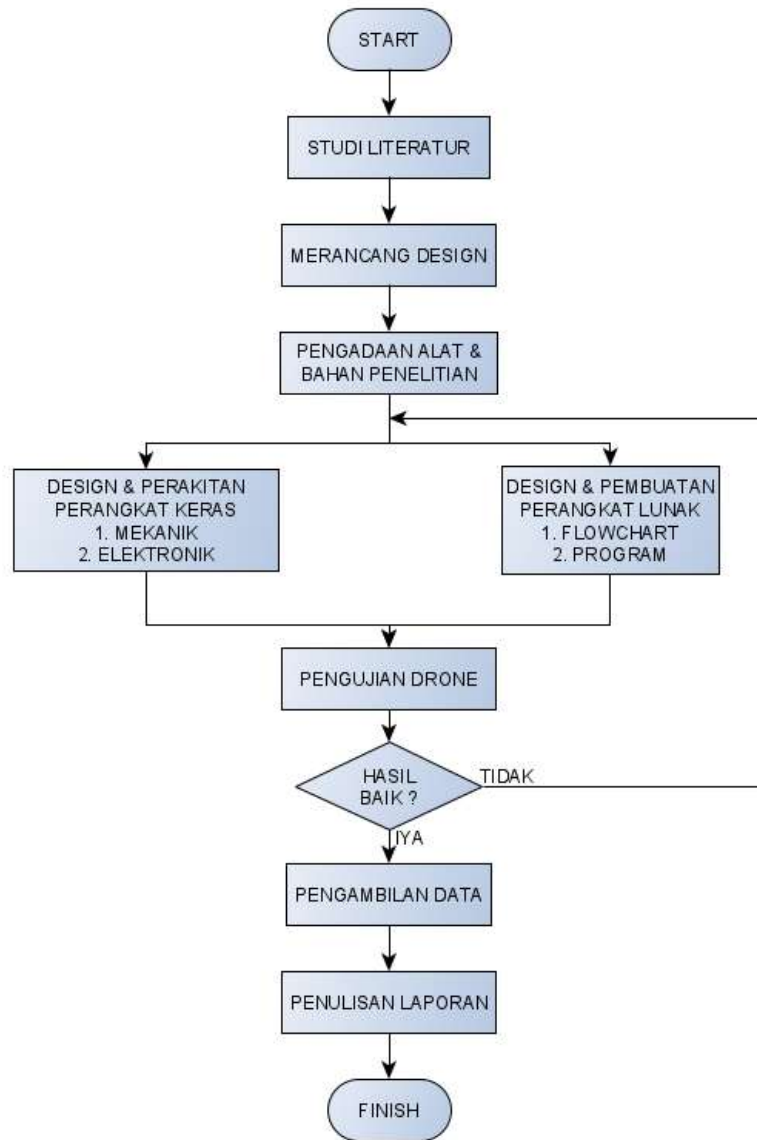 START
STUDI LITERATUR
MERANCANG DESIGN
PENGADAAN ALAT &
BAHAN PENELITIAN
DESIGN & PERAKITAN
PERANGKAT KERAS
1. MEKANIK
2. ELEKTRONIK
DESIGN & PEMBUATAN
PERANGKAT LUNAK
1. FLOWCHART
2. PROGRAM
PENGUJIAN DRONE
HASIL
BAIK ?
TIDAK
IYA
PENGAMBILAN DATA
PENULISAN LAPORAN
FINISH